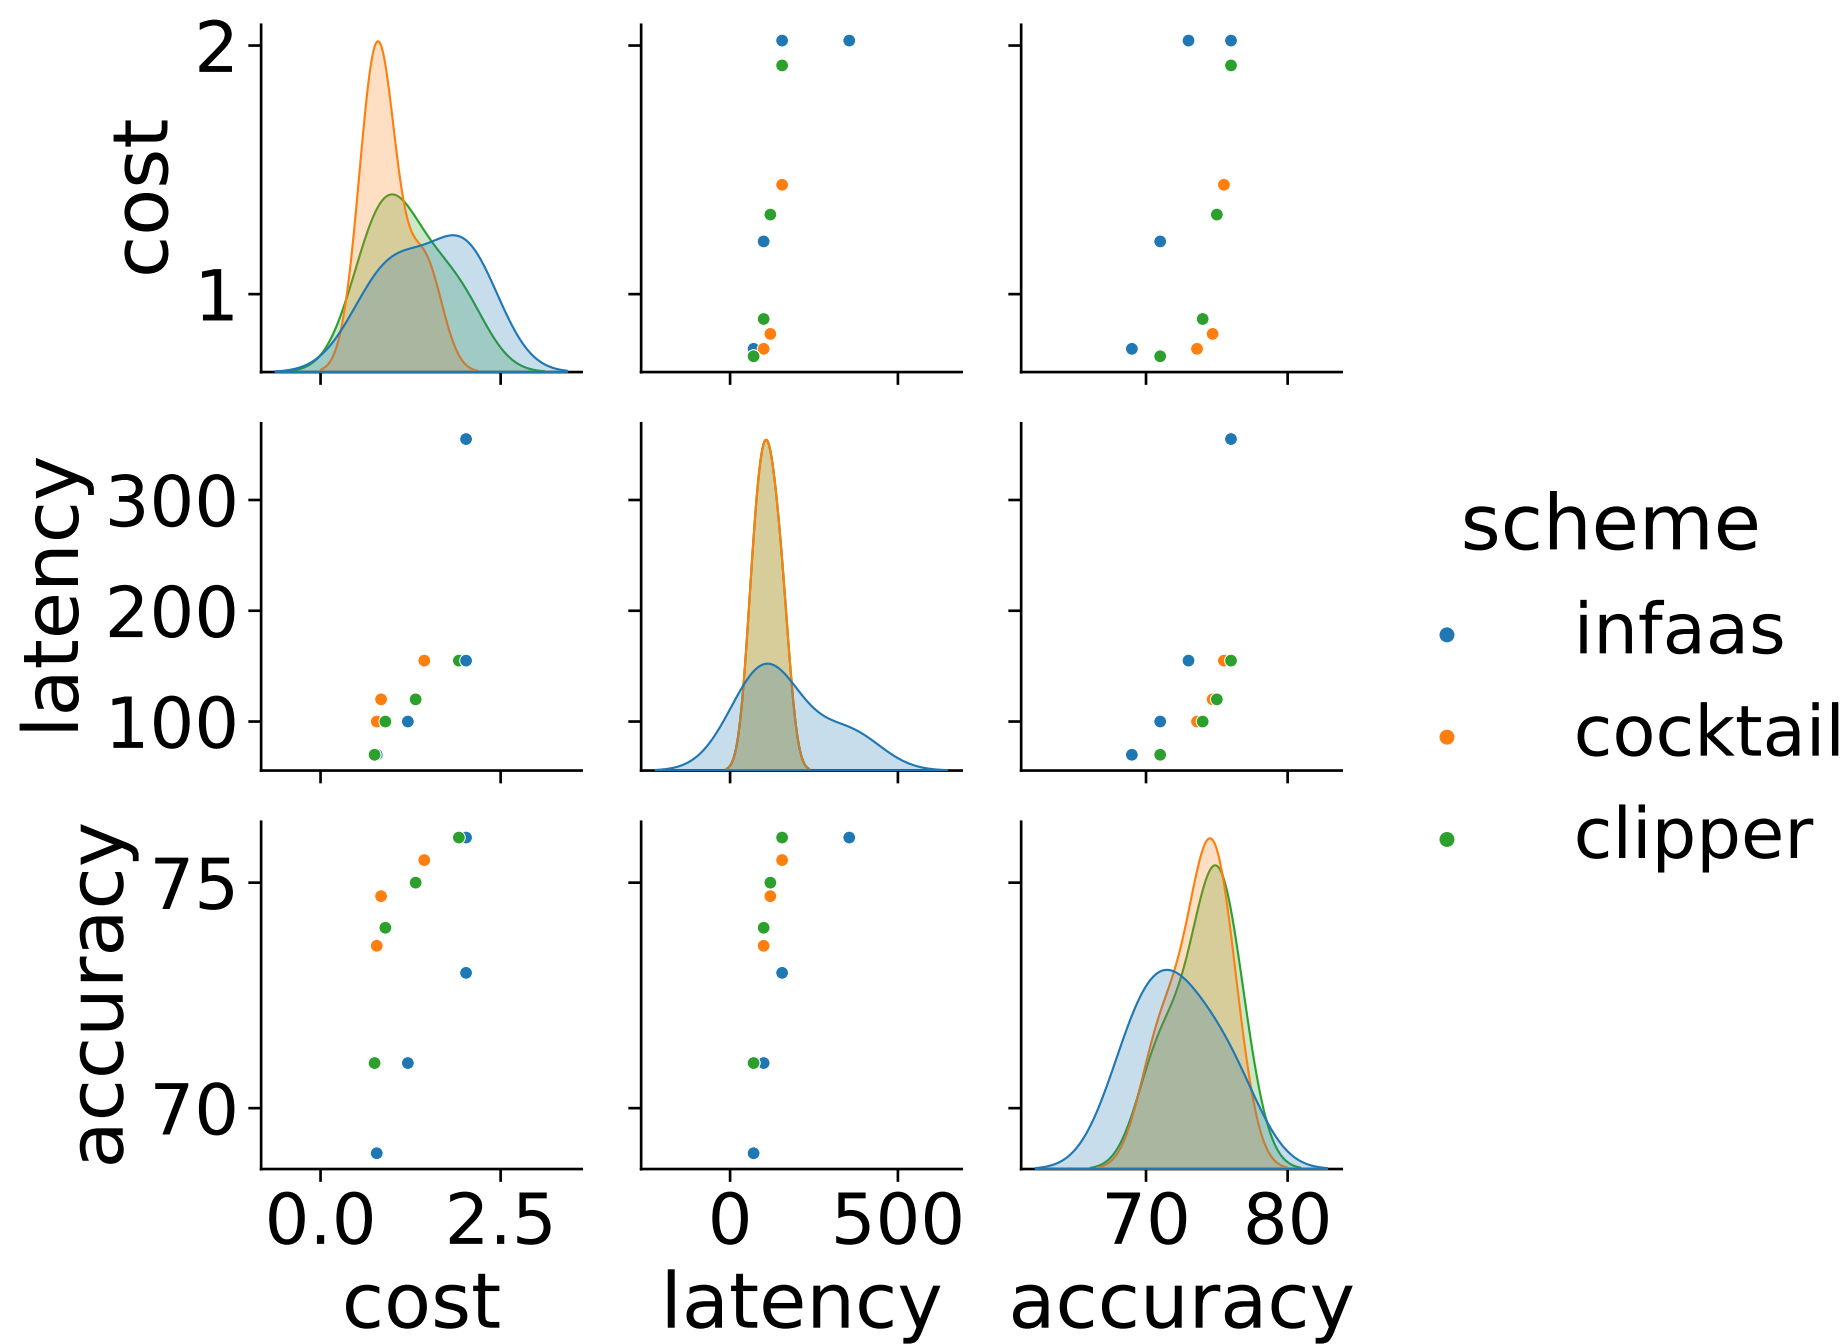 cost
2
1
latency
300
200
100
accuracy
75
70
0.0 2.5
0 500
70 80
cost
latency
accuracy
scheme
infaas
cocktail
clipper